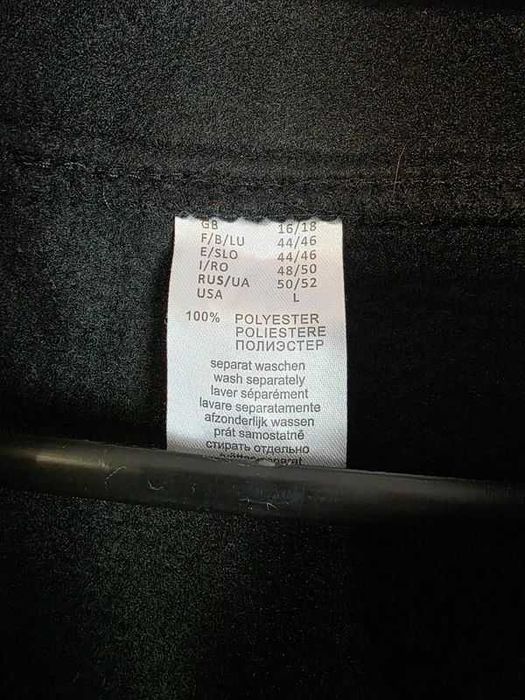 GB 16/18
F/B/LU 44/46
E/SLO 44/46
I/RO 48/50
RUS/UA 50/52
USA L
100% POLYESTER
POLIESTERE
ПОЛИЭСТЕР
separat waschen
wash separately
laver séparément
lavare separatamente
afzonderlijk wassen
prát samostatně
стирать отдельно